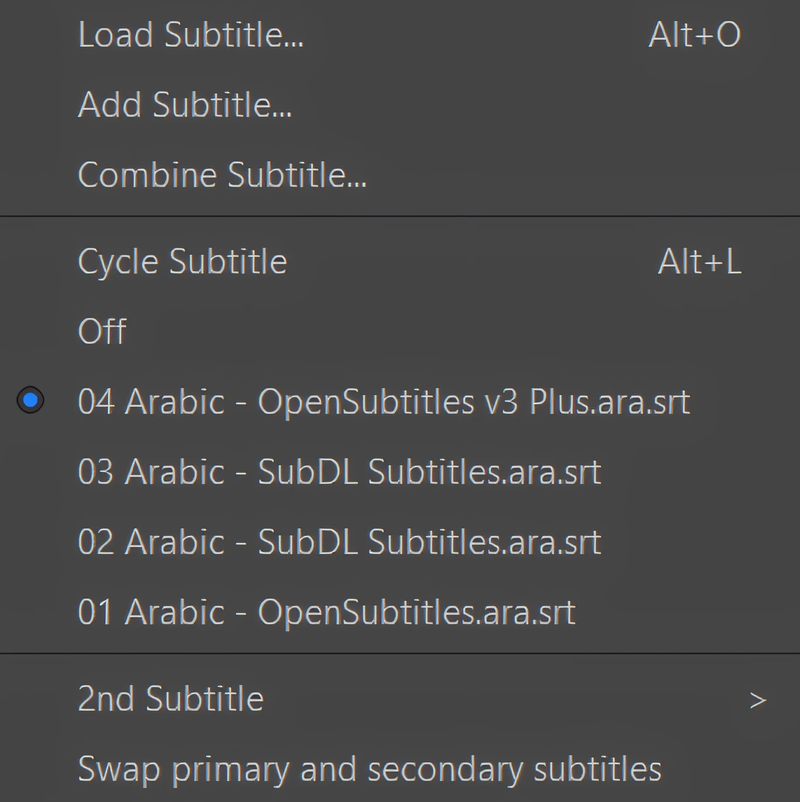 Load Subtitle... Alt+O
Add Subtitle...
Combine Subtitle...
Cycle Subtitle Alt+L
Off
04 Arabic - OpenSubtitles v3 Plus.ara.srt
03 Arabic - SubDL Subtitles.ara.srt
02 Arabic - SubDL Subtitles.ara.srt
01 Arabic - OpenSubtitles.ara.srt
2nd Subtitle >
Swap primary and secondary subtitles